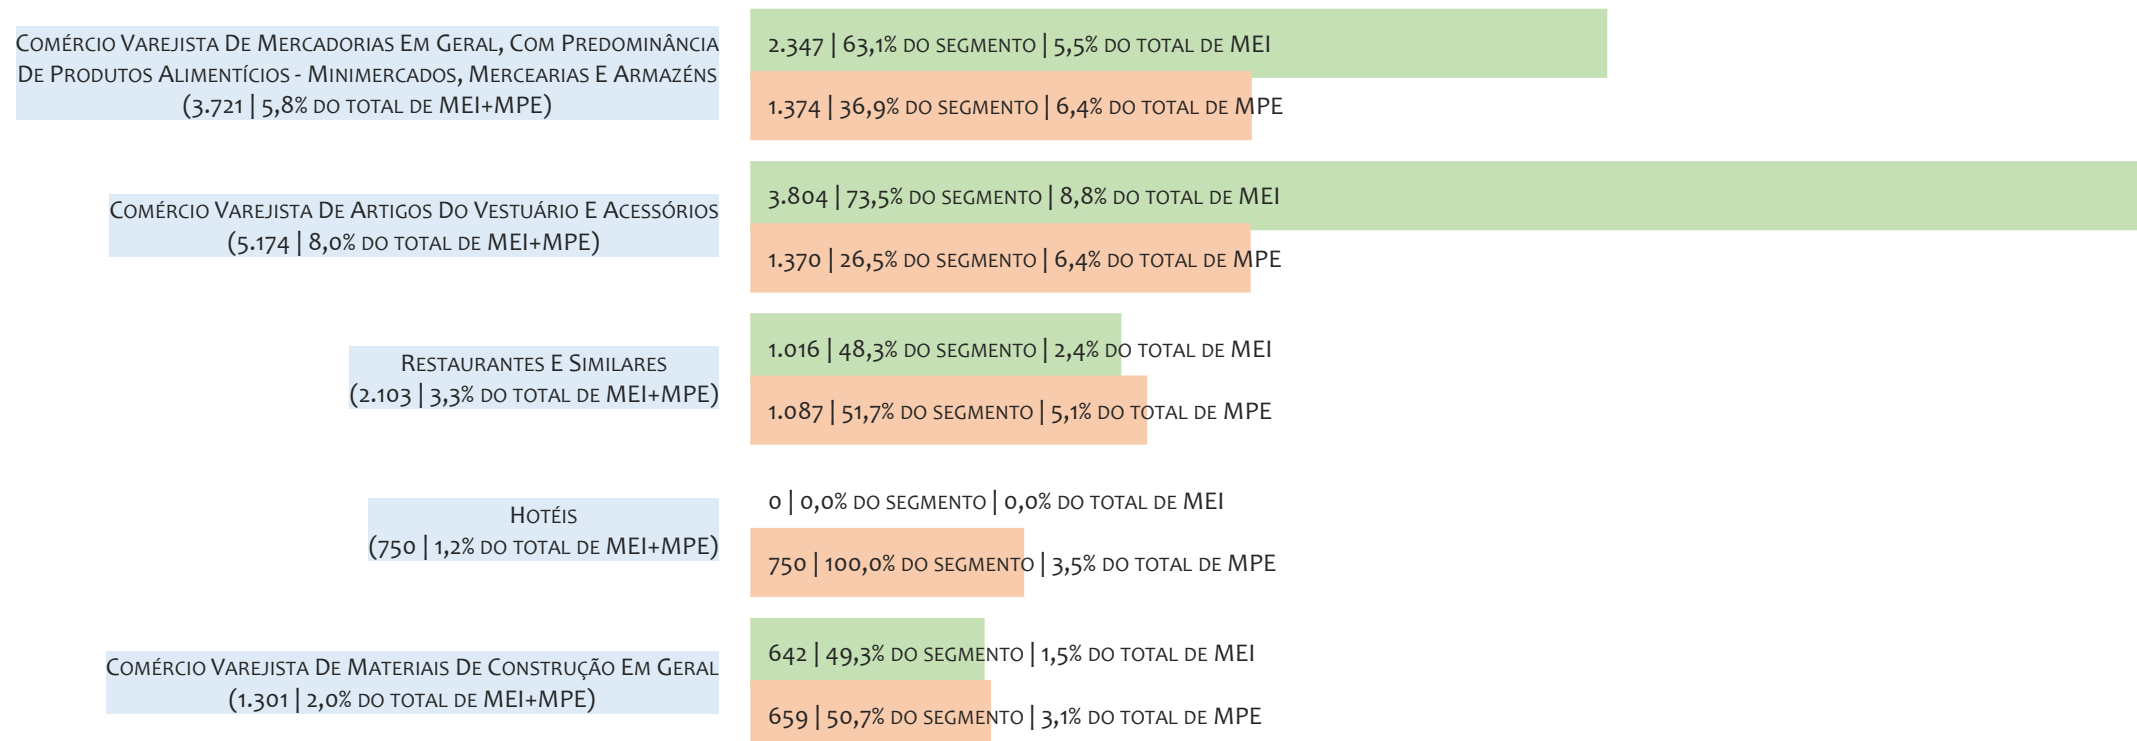 Comércio Varejista De Mercadorias Em Geral, Com Predominância
De Produtos Alimentícios - Minimercados, Mercearias E Armazéns
(3.721 | 5,8% do total de MEI+MPE)
2.347 | 63,1% do segmento | 5,5% do total de MEI
1.374 | 36,9% do segmento | 6,4% do total de MPE
Comércio Varejista De Artigos Do Vestuário E Acessórios
(5.174 | 8,0% do total de MEI+MPE)
3.804 | 73,5% do segmento | 8,8% do total de MEI
1.370 | 26,5% do segmento | 6,4% do total de MPE
Restaurantes E Similares
(2.103 | 3,3% do total de MEI+MPE)
1.016 | 48,3% do segmento | 2,4% do total de MEI
1.087 | 51,7% do segmento | 5,1% do total de MPE
Hotéis
(750 | 1,2% do total de MEI+MPE)
0 | 0,0% do segmento | 0,0% do total de MEI
750 | 100,0% do segmento | 3,5% do total de MPE
Comércio Varejista De Materiais De Construção Em Geral
(1.301 | 2,0% do total de MEI+MPE)
642 | 49,3% do segmento | 1,5% do total de MEI
659 | 50,7% do segmento | 3,1% do total de MPE